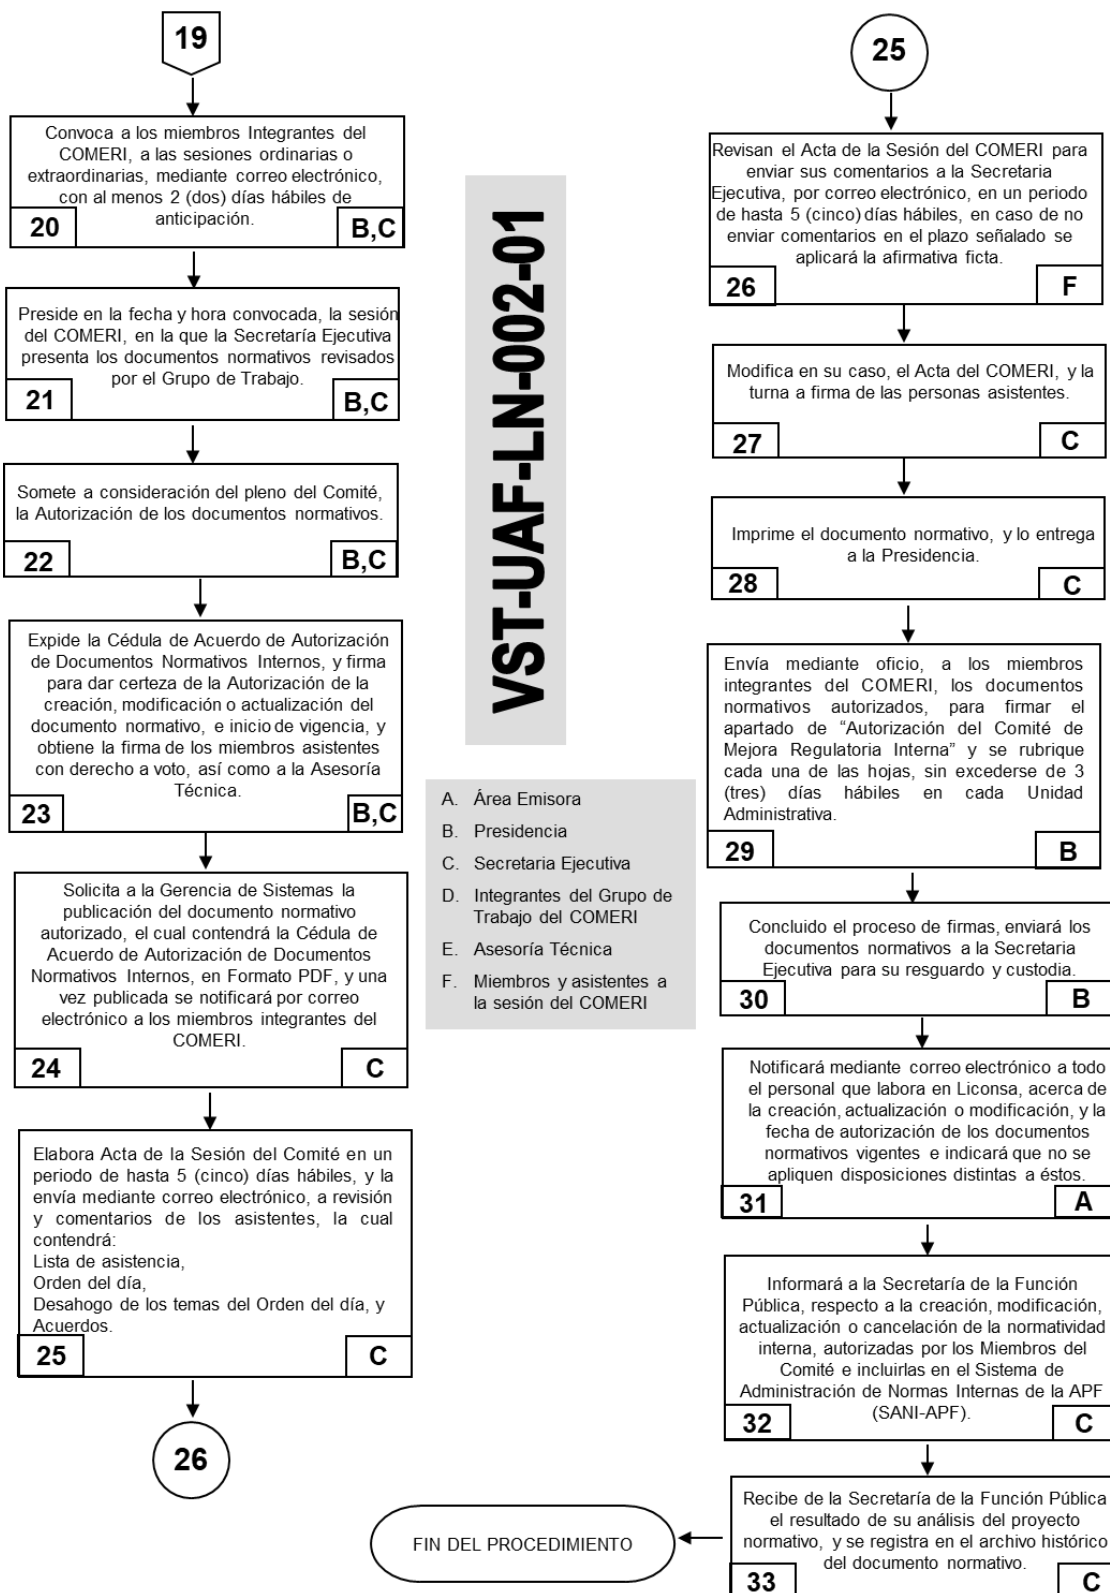 19
Convoca a los miembros Integrantes del
COMERI, a las sesiones ordinarias o
extraordinarias, mediante correo electrónico,
con al menos 2 (dos) días hábiles de
anticipación.
20
B,C
Preside en la fecha y hora convocada, la sesión
del COMERI, en la que la Secretaría Ejecutiva
presenta los documentos normativos revisados
por el Grupo de Trabajo.
21
B,C
Somete a consideración del pleno del Comité,
la Autorización de los documentos normativos.
22
B,C
Expide la Cédula de Acuerdo de Autorización
de Documentos Normativos Internos, y firma
para dar certeza de la Autorización de la
creación, modificación o actualización del
documento normativo, e inicio de vigencia, y
obtiene la firma de los miembros asistentes
con derecho a voto, así como a la Asesoría
Técnica.
23
B,C
Solicita a la Gerencia de Sistemas la
publicación del documento normativo
autorizado, el cual contendrá la Cédula de
Acuerdo de Autorización de Documentos
Normativos Internos, en Formato PDF, y una
vez publicada se notificará por correo
electrónico a los miembros integrantes del
COMERI.
24
C
Elabora Acta de la Sesión del Comité en un
periodo de hasta 5 (cinco) días hábiles, y la
envía mediante correo electrónico, a revisión
y comentarios de los asistentes, la cual
contendrá:
Lista de asistencia,
Orden del día,
Desahogo de los temas del Orden del día, y
Acuerdos.
25
C
26
VST-UAF-LN-002-01
A. Área Emisora
B. Presidencia
C. Secretaria Ejecutiva
D. Integrantes del Grupo de
Trabajo del COMERI
E. Asesoría Técnica
F. Miembros y asistentes a
la sesión del COMERI
25
Revisan el Acta de la Sesión del COMERI para
enviar sus comentarios a la Secretaria
Ejecutiva, por correo electrónico, en un periodo
de hasta 5 (cinco) días hábiles, en caso de no
enviar comentarios en el plazo señalado se
aplicará la afirmativa ficta.
26
F
Modifica en su caso, el Acta del COMERI, y la
turna a firma de las personas asistentes.
27
C
Imprime el documento normativo, y lo entrega
a la Presidencia.
28
C
Envía mediante oficio, a los miembros
integrantes del COMERI, los documentos
normativos autorizados, para firmar el
apartado de “Autorización del Comité de
Mejora Regulatoria Interna” y se rubrique
cada una de las hojas, sin excederse de 3
(tres) días hábiles en cada Unidad
Administrativa.
29
B
Concluido el proceso de firmas, enviará los
documentos normativos a la Secretaria
Ejecutiva para su resguardo y custodia.
30
B
Notificará mediante correo electrónico a todo
el personal que labora en Liconsa, acerca de
la creación, actualización o modificación, y la
fecha de autorización de los documentos
normativos vigentes e indicará que no se
apliquen disposiciones distintas a éstos.
31
A
Informará a la Secretaría de la Función
Pública, respecto a la creación, modificación,
actualización o cancelación de la normatividad
interna, autorizadas por los Miembros del
Comité e incluirlas en el Sistema de
Administración de Normas Internas de la APF
(SANI-APF).
32
C
Recibe de la Secretaría de la Función Pública
el resultado de su análisis del proyecto
normativo, y se registra en el archivo histórico
del documento normativo.
33
C
FIN DEL PROCEDIMIENTO